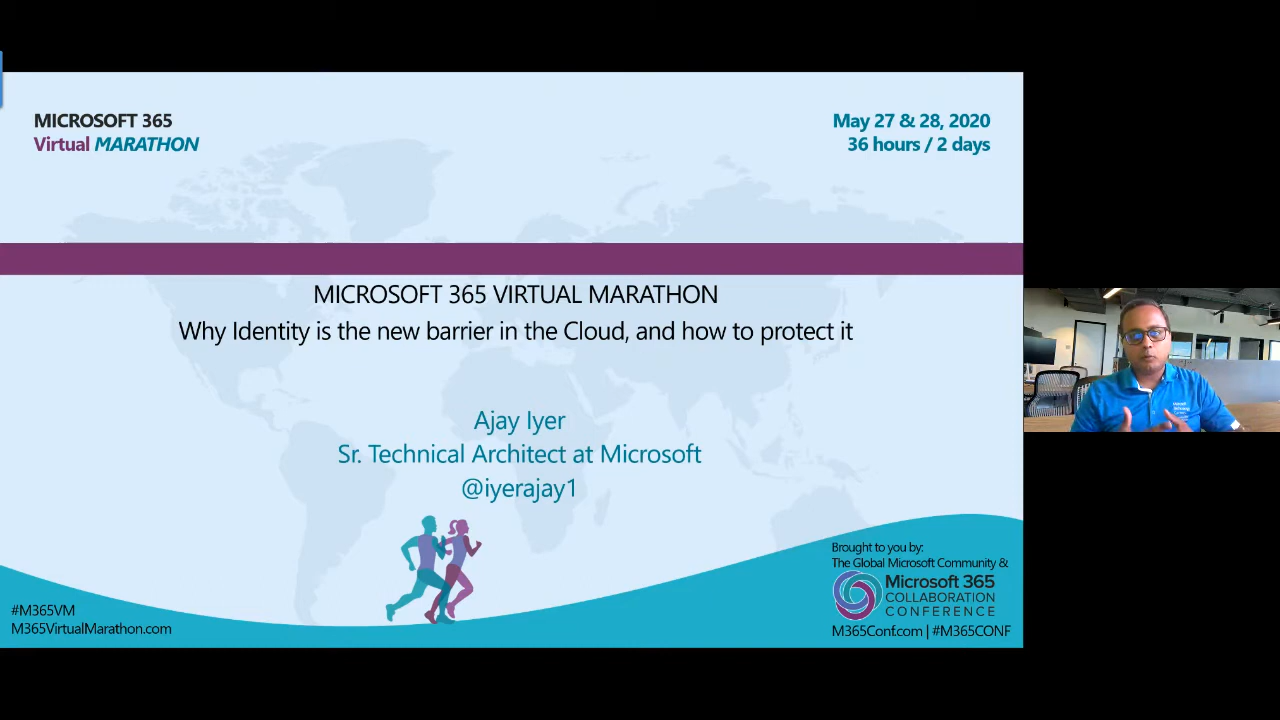 MICROSOFT 365
Virtual MARATHON
May 27 & 28, 2020
36 hours / 2 days
MICROSOFT 365 VIRTUAL MARATHON
Why Identity is the new barrier in the Cloud, and how to protect it
Ajay Iyer
Sr. Technical Architect at Microsoft
@iyerajay1
#M365VM
M365VirtualMarathon.com
Brought to you by:
The Global Microsoft Community &
Microsoft 365
COLLABORATION
CONFERENCE
M365Conf.com | #M365CONF